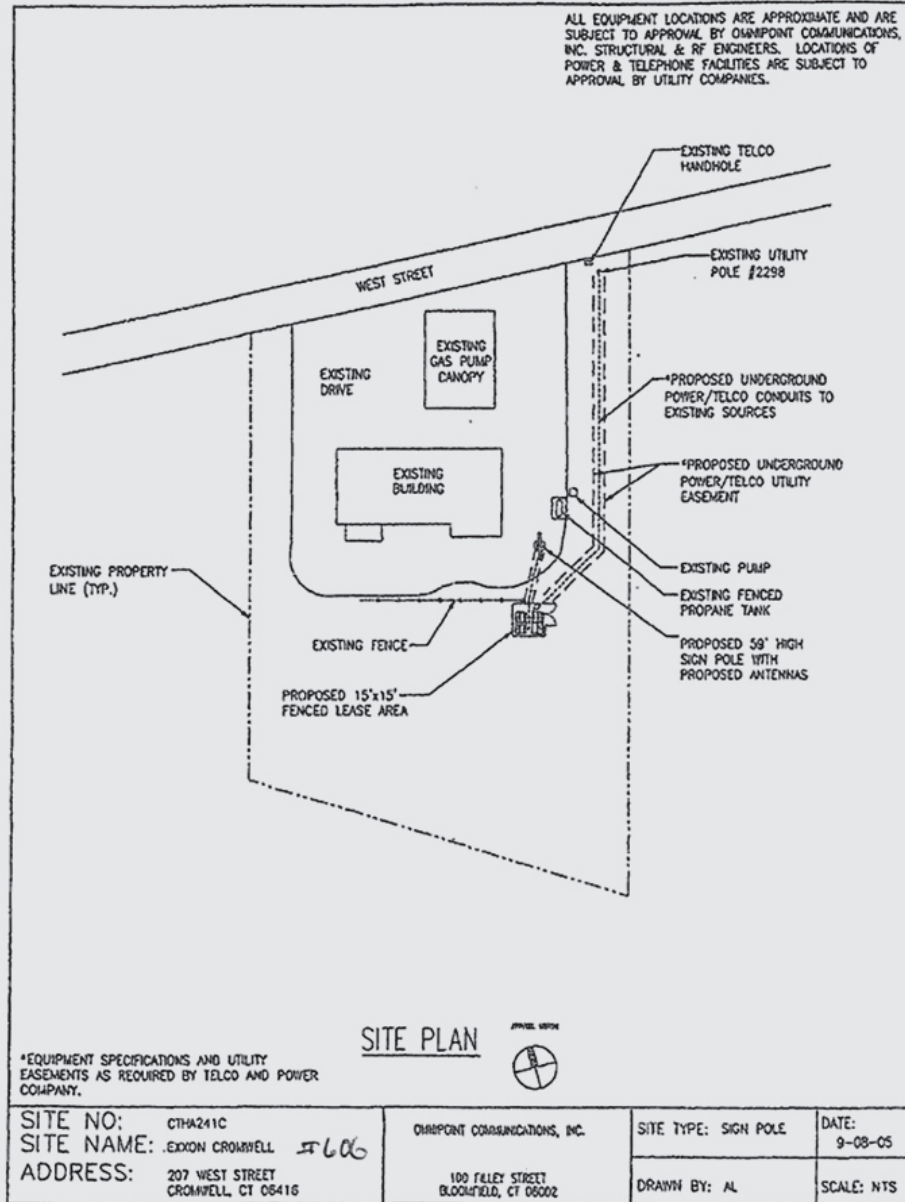 ALL EQUIPMENT LOCATIONS ARE APPROXIMATE AND ARE
SUBJECT TO APPROVAL BY OMNIPOINT COMMUNICATIONS,
INC. STRUCTURAL & RF ENGINEERS. LOCATIONS OF
POWER & TELEPHONE FACILITIES ARE SUBJECT TO
APPROVAL BY UTILITY COMPANIES.
EXISTING TELCO
HANDHOLE
EXISTING UTILITY
POLE #2298
WEST STREET
EXISTING
GAS PUMP
CANOPY
EXISTING
DRIVE
*PROPOSED UNDERGROUND
POWER/TELCO CONDUITS TO
EXISTING SOURCES
EXISTING
BUILDING
*PROPOSED UNDERGROUND
POWER/TELCO UTILITY
EASEMENT
EXISTING PROPERTY
LINE (TYP.)
EXISTING PUMP
EXISTING FENCED
PROPANE TANK
EXISTING FENCE
PROPOSED 59' HIGH
SIGN POLE WITH
PROPOSED ANTENNAS
PROPOSED 15'x15'
FENCED LEASE AREA
SITE PLAN
*EQUIPMENT SPECIFICATIONS AND UTILITY
EASEMENTS AS REQUIRED BY TELCO AND POWER
COMPANY.
SITE NO: CTHA241C
SITE NAME: EXXON CROMWELL #606
ADDRESS: 207 WEST STREET
CROMWELL, CT 06416
OMNIPOINT COMMUNICATIONS, INC.
100 FILLEY STREET
BLOOMFIELD, CT 06002
SITE TYPE: SIGN POLE
DATE:
9-08-05
DRAWN BY: AL
SCALE: NTS